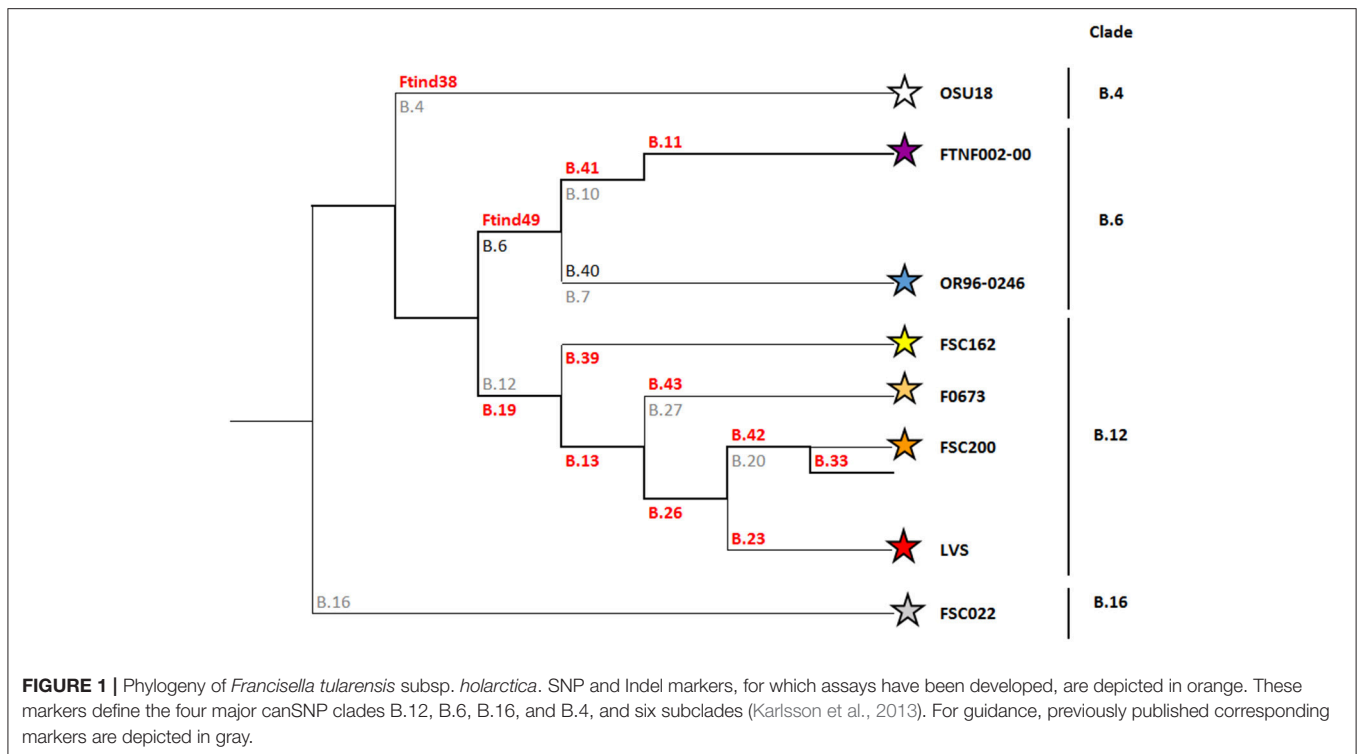 Clade
Ftind38
B.4
OSU18
B.4
B.11
FTNF002-00
B.41
B.10
Ftind49
B.6
B.6
B.40
B.7
OR96-0246
FSC162
B.39
B.43
B.27
F0673
B.12
B.19
B.42
B.20
B.33
FSC200
B.12
B.13
B.26
B.23
LVS
B.16
FSC022
B.16
FIGURE 1 | Phylogeny of Francisella tularensis subsp. holarctica. SNP and Indel markers, for which assays have been developed, are depicted in orange. These
markers define the four major canSNP clades B.12, B.6, B.16, and B.4, and six subclades (Karlsson et al., 2013). For guidance, previously published corresponding
markers are depicted in gray.